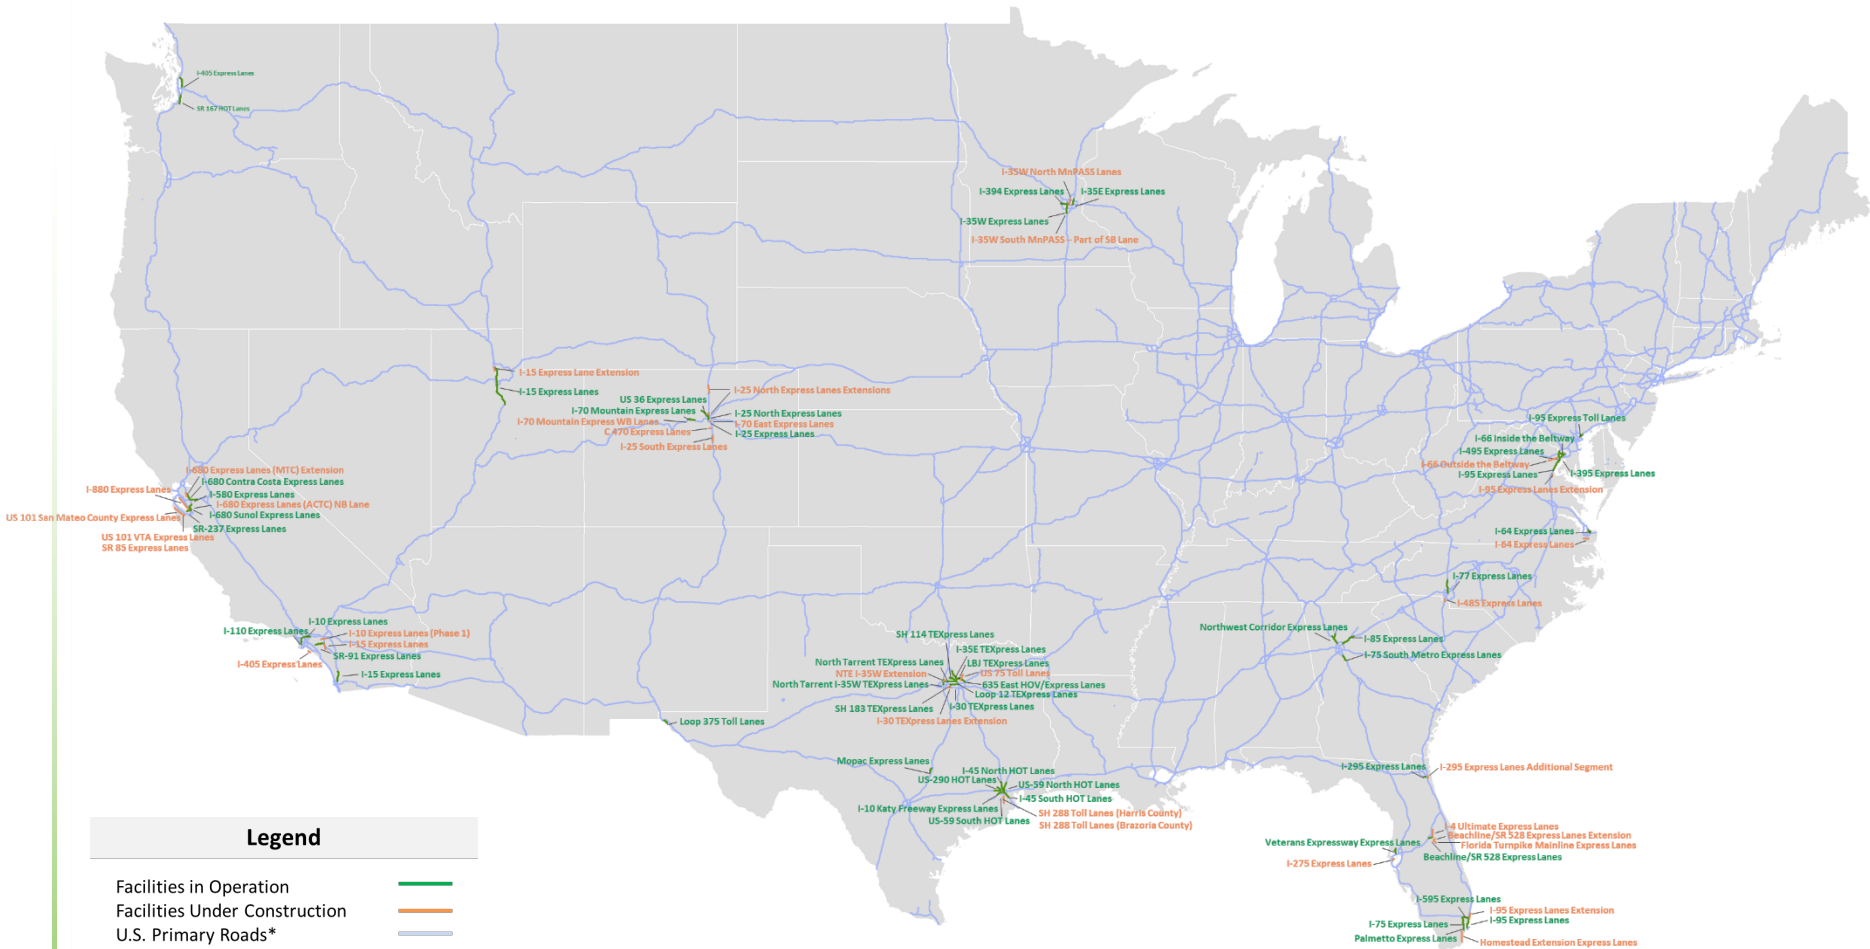 I-405 Express Lanes
SR 167 HOT Lanes
I-35W North MnPASS Lanes
I-394 Express Lanes
I-35E Express Lanes
I-35W Express Lanes
I-35W South MnPASS – Part of SB Lane
I-15 Express Lane Extension
I-15 Express Lanes
I-25 North Express Lanes Extensions
US 36 Express Lanes
I-70 Mountain Express Lanes
I-25 North Express Lanes
I-70 Mountain Express WB Lanes
I-70 East Express Lanes
C 470 Express Lanes
I-25 Express Lanes
I-25 South Express Lanes
I-95 Express Toll Lanes
I-66 Inside the Beltway
I-495 Express Lanes
I-66 Outside the Beltway
I-95 Express Lanes
I-395 Express Lanes
I-95 Express Lanes Extension
I-680 Express Lanes (MTC) Extension
I-680 Contra Costa Express Lanes
I-880 Express Lanes
I-580 Express Lanes
I-680 Express Lanes (ACTC) NB Lane
I-680 Sunol Express Lanes
US 101 San Mateo County Express Lanes
SR-237 Express Lanes
US 101 VTA Express Lanes
SR 85 Express Lanes
I-64 Express Lanes
I-64 Express Lanes
I-77 Express Lanes
I-485 Express Lanes
I-10 Express Lanes
I-110 Express Lanes
I-10 Express Lanes (Phase 1)
I-15 Express Lanes
SR-91 Express Lanes
I-405 Express Lanes
I-15 Express Lanes
Northwest Corridor Express Lanes
I-85 Express Lanes
I-75 South Metro Express Lanes
SH 114 TEXpress Lanes
I-35E TEXpress Lanes
North Tarrent TEXpress Lanes
LBJ TEXpress Lanes
NTE I-35W Extension
US 75 Toll Lanes
North Tarrent I-35W TEXpress Lanes
635 East HOV/Express Lanes
Loop 12 TEXpress Lanes
SH 183 TEXpress Lanes
I-30 TEXpress Lanes
I-30 TEXpress Lanes Extension
Loop 375 Toll Lanes
Mopac Express Lanes
I-45 North HOT Lanes
US-290 HOT Lanes
US-59 North HOT Lanes
I-45 South HOT Lanes
I-10 Katy Freeway Express Lanes
SH 288 Toll Lanes (Harris County)
US-59 South HOT Lanes
SH 288 Toll Lanes (Brazoria County)
I-295 Express Lanes
I-295 Express Lanes Additional Segment
I-4 Ultimate Express Lanes
Beachline/SR 528 Express Lanes Extension
Veterans Expressway Express Lanes
Florida Turnpike Mainline Express Lanes
Beachline/SR 528 Express Lanes
I-275 Express Lanes
I-595 Express Lanes
I-95 Express Lanes Extension
I-95 Express Lanes
I-75 Express Lanes
Palmetto Express Lanes
Homestead Extension Express Lanes
Legend
Facilities in Operation
Facilities Under Construction
U.S. Primary Roads*